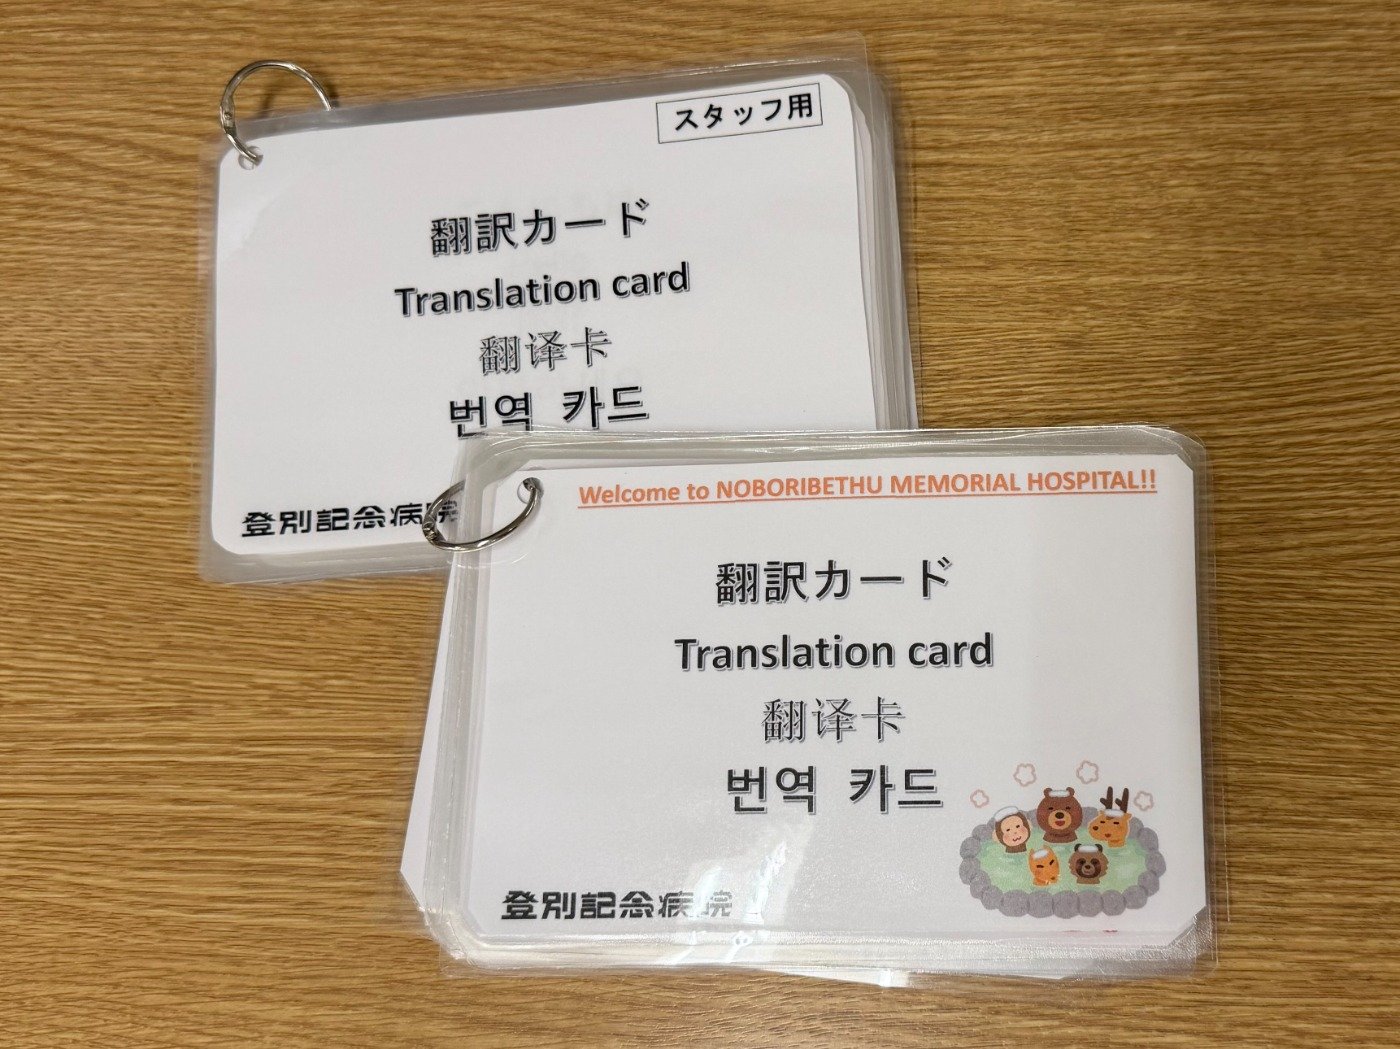 スタッフ用
翻訳カード
Translation card
翻译卡
번역 카드
登別記念病院
Welcome to NOBORIBETHU MEMORIAL HOSPITAL!!
翻訳カード
Translation card
翻译卡
번역 카드
登別記念病院